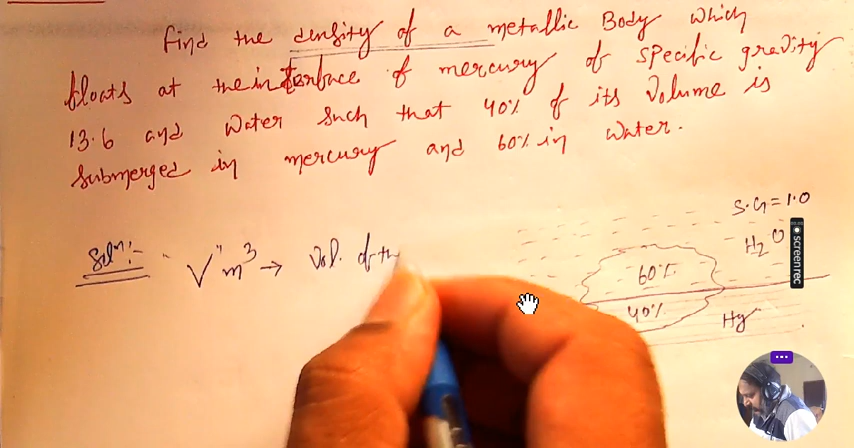 Find the density of a metallic Body which
floats at the interface of mercury of specific gravity
13.6 and water such that 40% of its Volume is
submerged in mercury and 60% in water.
S.G = 1.0
Solⁿ:- "V" m³ → Vol. of th
H₂O
60%
40%
Hg
screenrec